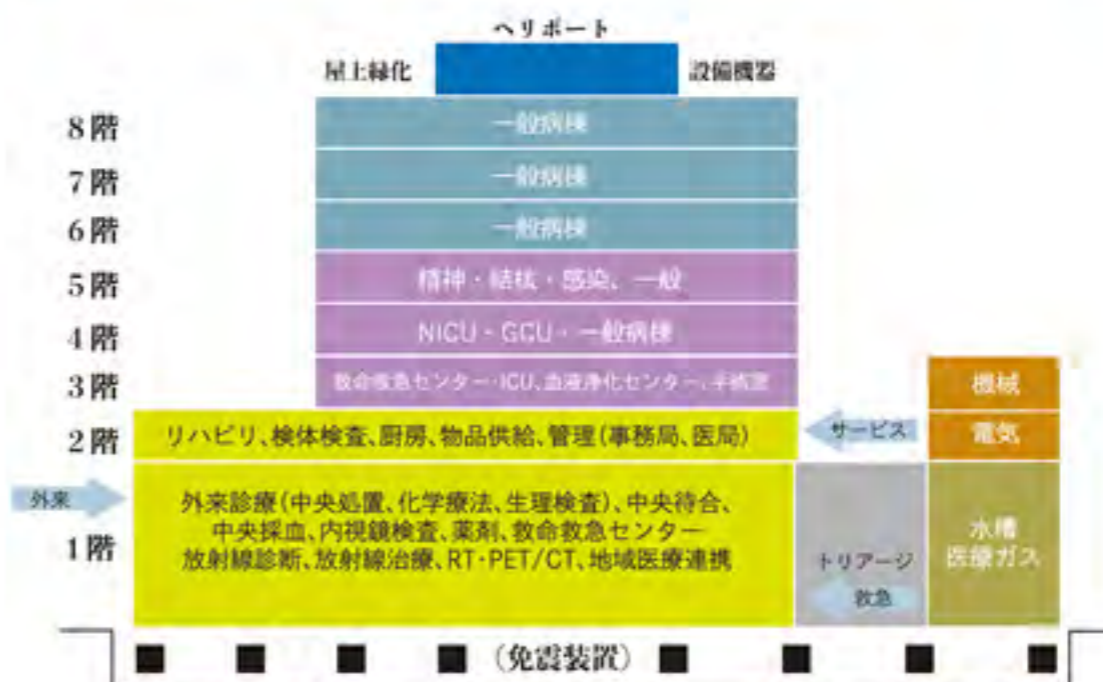 ヘリポート
屋上緑化
設備機器
8階
一般病棟
7階
一般病棟
6階
一般病棟
5階
精神・結核・感染、一般
4階
NICU・GCU・一般病棟
3階
救命救急センター・ICU、血液浄化センター、手術室
機械
2階
リハビリ、検体検査、厨房、物品供給、管理(事務局、医局)
サービス
電気
外来
1階
外来診療(中央処置、化学療法、生理検査)、中央待合、
中央採血、内視鏡検査、薬剤、救命救急センター
放射線診断、放射線治療、RT・PET/CT、地域医療連携
トリアージ
救急
水槽
医療ガス
(免震装置)